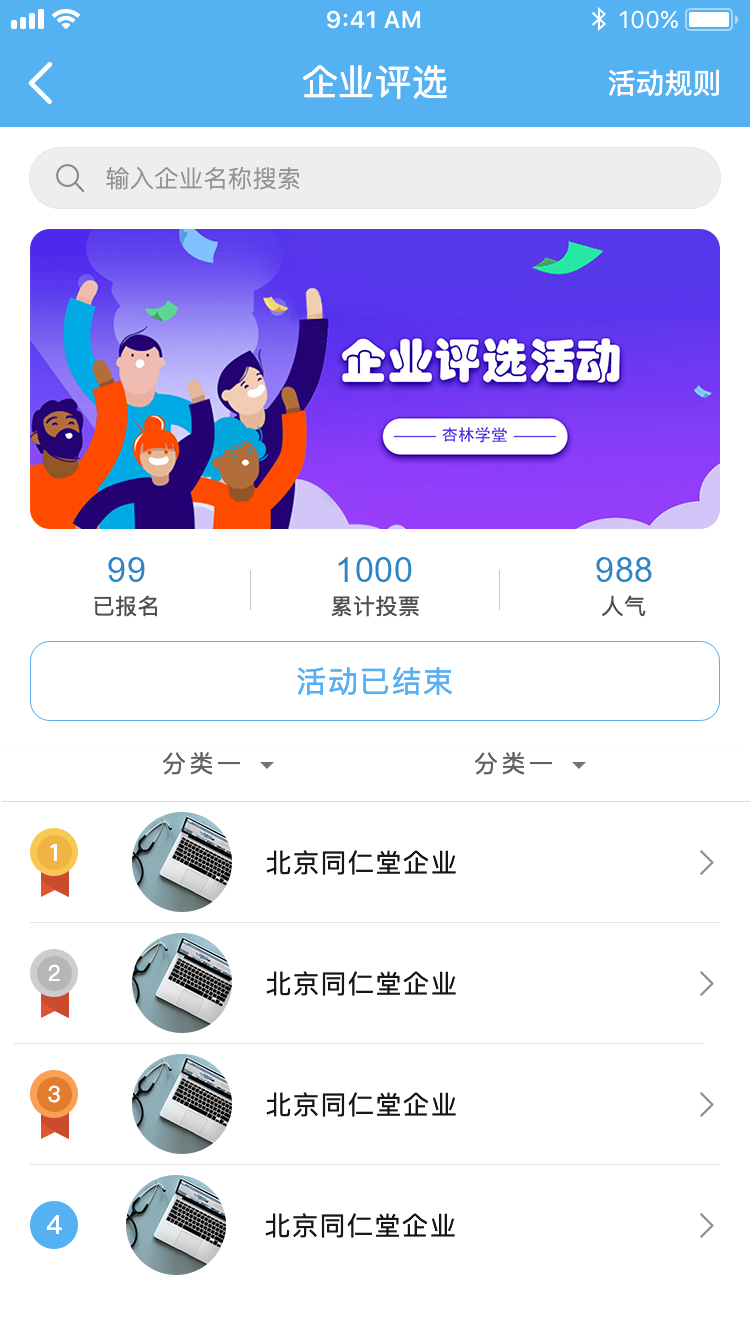 9:41 AM 100%
企业评选 活动规则
输入企业名称搜索
企业评选活动
杏林学堂
99 1000 988
已报名 累计投票 人气
活动已结束
分类一 分类一
1 北京同仁堂企业
2 北京同仁堂企业
3 北京同仁堂企业
4 北京同仁堂企业